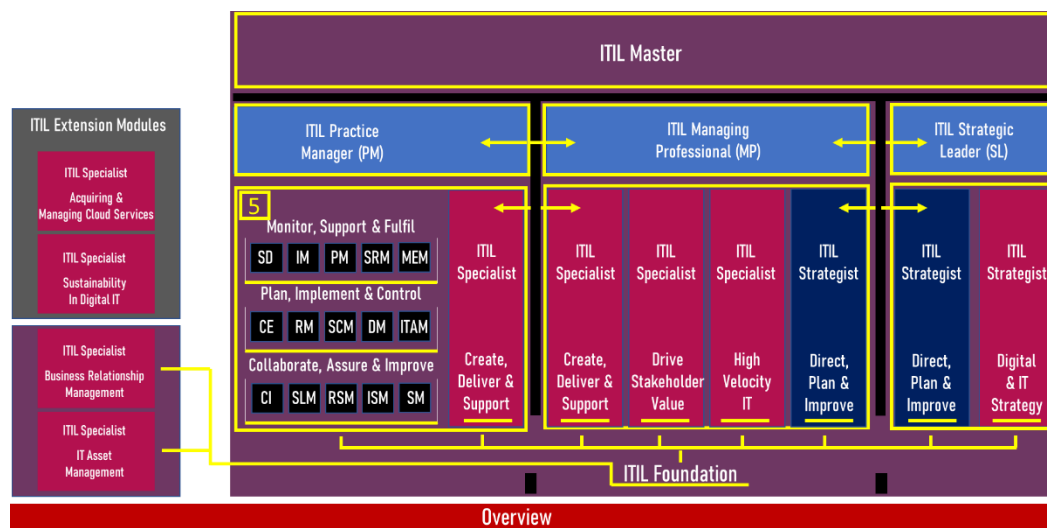 ITIL Master
ITIL Extension Modules
ITIL Specialist
Acquiring &
Managing Cloud Services
ITIL Specialist
Sustainability
In Digital IT
ITIL Specialist
Business Relationship
Management
ITIL Specialist
IT Asset
Management
ITIL Practice
Manager (PM)
ITIL Managing
Professional (MP)
ITIL Strategic
Leader (SL)
5
Monitor, Support & Fulfil
SD IM PM SRM MEM
Plan, Implement & Control
CE RM SCM DM ITAM
Collaborate, Assure & Improve
CI SLM RSM ISM SM
ITIL
Specialist
Create,
Deliver &
Support
ITIL
Specialist
Create,
Deliver &
Support
ITIL
Specialist
Drive
Stakeholder
Value
ITIL
Specialist
High
Velocity
IT
ITIL
Strategist
Direct,
Plan &
Improve
ITIL
Strategist
Direct,
Plan &
Improve
ITIL
Strategist
Digital
& IT
Strategy
ITIL Foundation
Overview